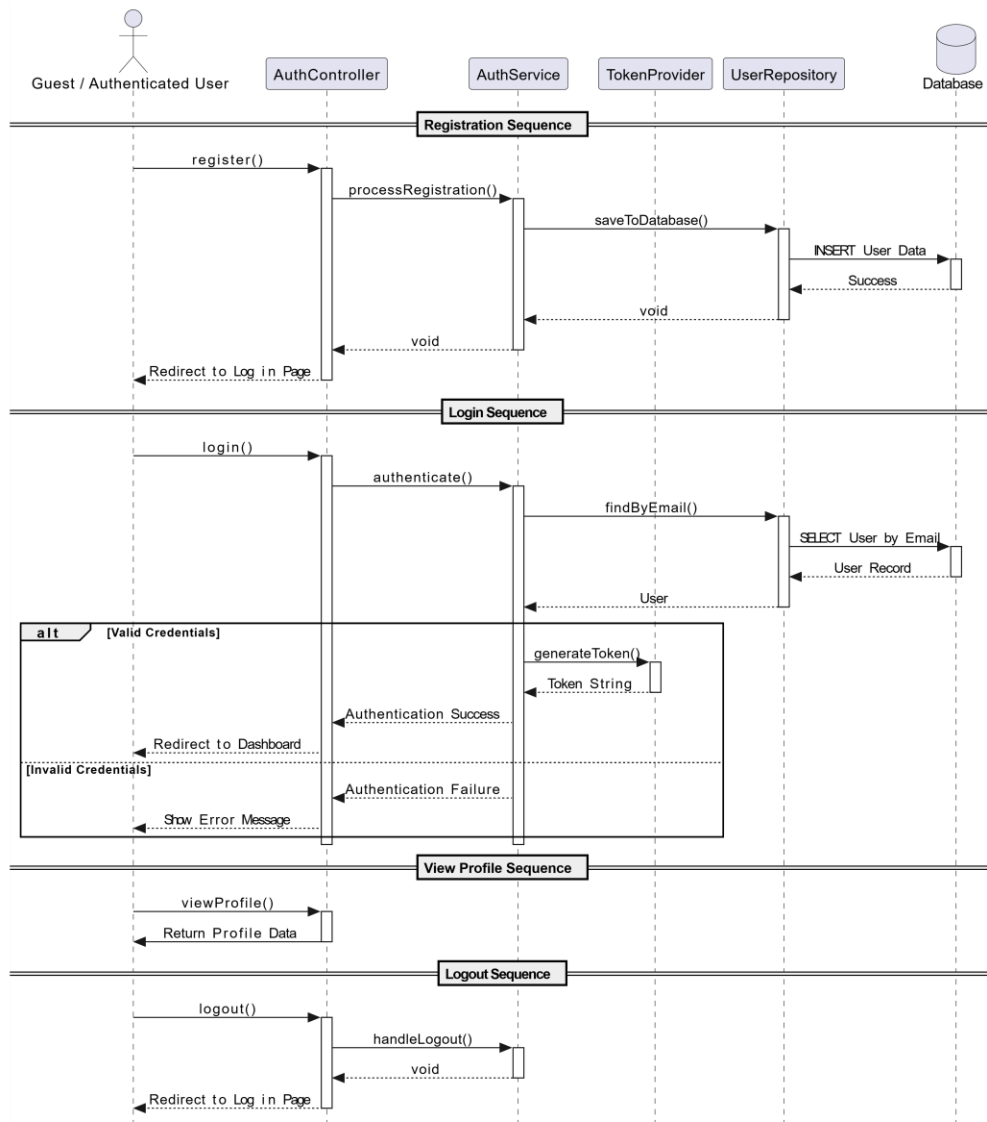 Guest / Authenticated User
AuthController
AuthService
TokenProvider
UserRepository
Database
Registration Sequence
register()
processRegistration()
saveToDatabase()
INSERT User Data
Success
void
void
Redirect to Log in Page
Login Sequence
login()
authenticate()
findByEmail()
SELECT User by Email
User Record
User
alt [Valid Credentials]
generateToken()
Token String
Authentication Success
Redirect to Dashboard
[Invalid Credentials]
Authentication Failure
Show Error Message
View Profile Sequence
viewProfile()
Return Profile Data
Logout Sequence
logout()
handleLogout()
void
Redirect to Log in Page